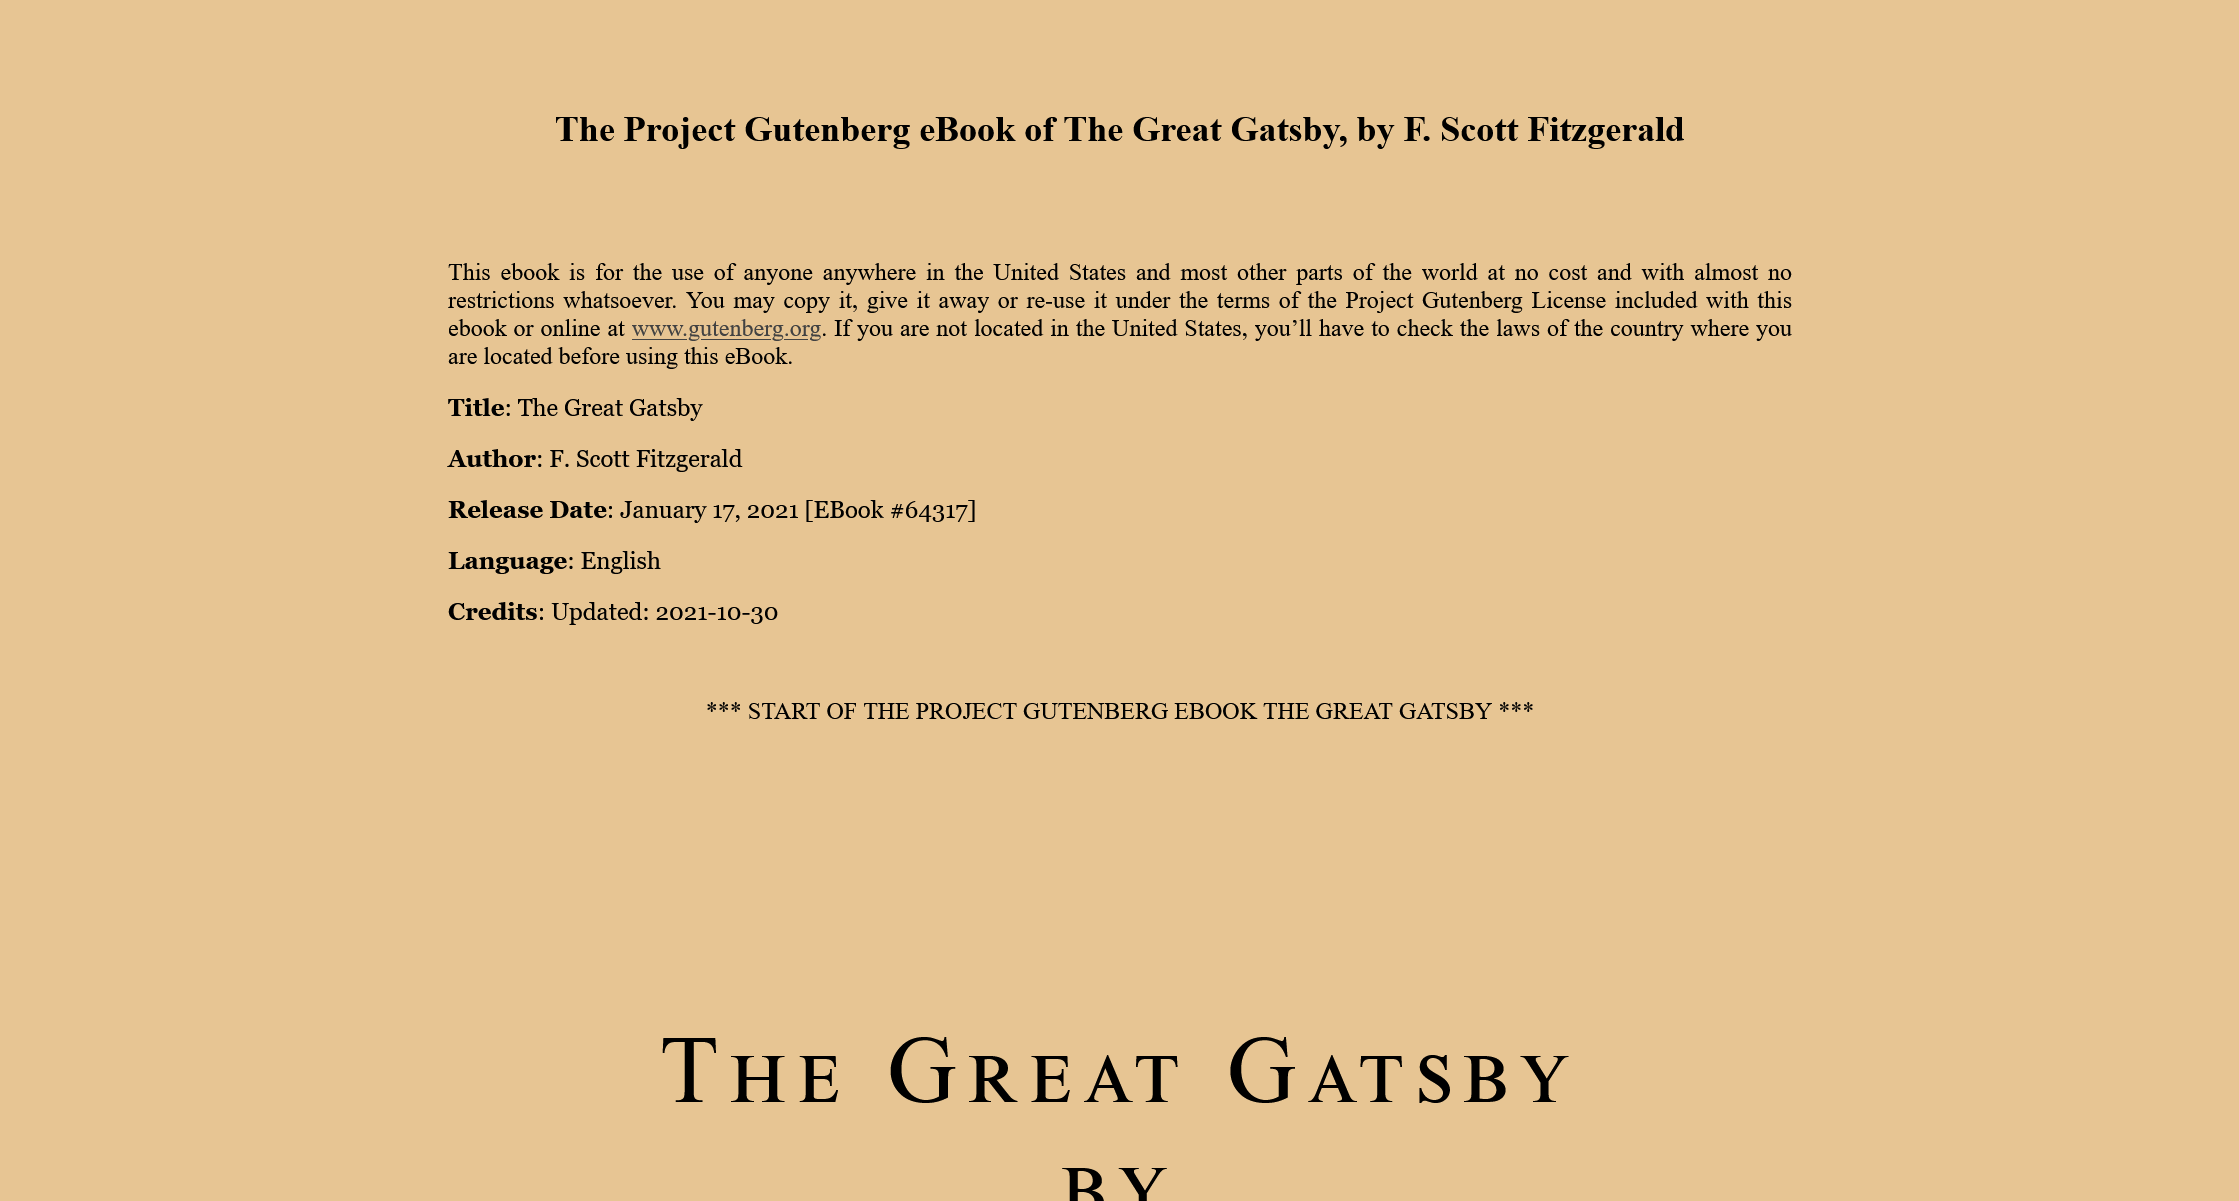 The Project Gutenberg eBook of The Great Gatsby, by F. Scott Fitzgerald
This ebook is for the use of anyone anywhere in the United States and most other parts of the world at no cost and with almost no
restrictions whatsoever. You may copy it, give it away or re-use it under the terms of the Project Gutenberg License included with this
ebook or online at www.gutenberg.org. If you are not located in the United States, you’ll have to check the laws of the country where you
are located before using this eBook.
Title: The Great Gatsby
Author: F. Scott Fitzgerald
Release Date: January 17, 2021 [EBook #64317]
Language: English
Credits: Updated: 2021-10-30
*** START OF THE PROJECT GUTENBERG EBOOK THE GREAT GATSBY ***
The Great Gatsby
by